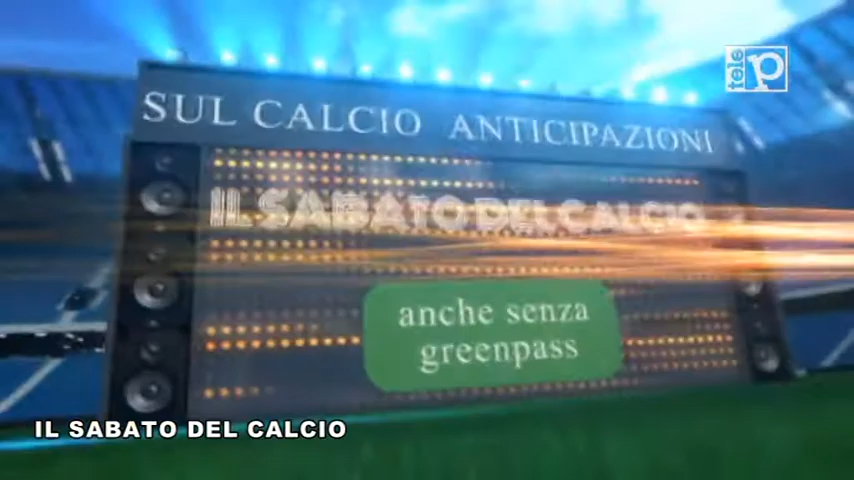 tele p
SUL CALCIO ANTICIPAZIONI
IL SABATO DEL CALCIO
anche senza
greenpass
IL SABATO DEL CALCIO